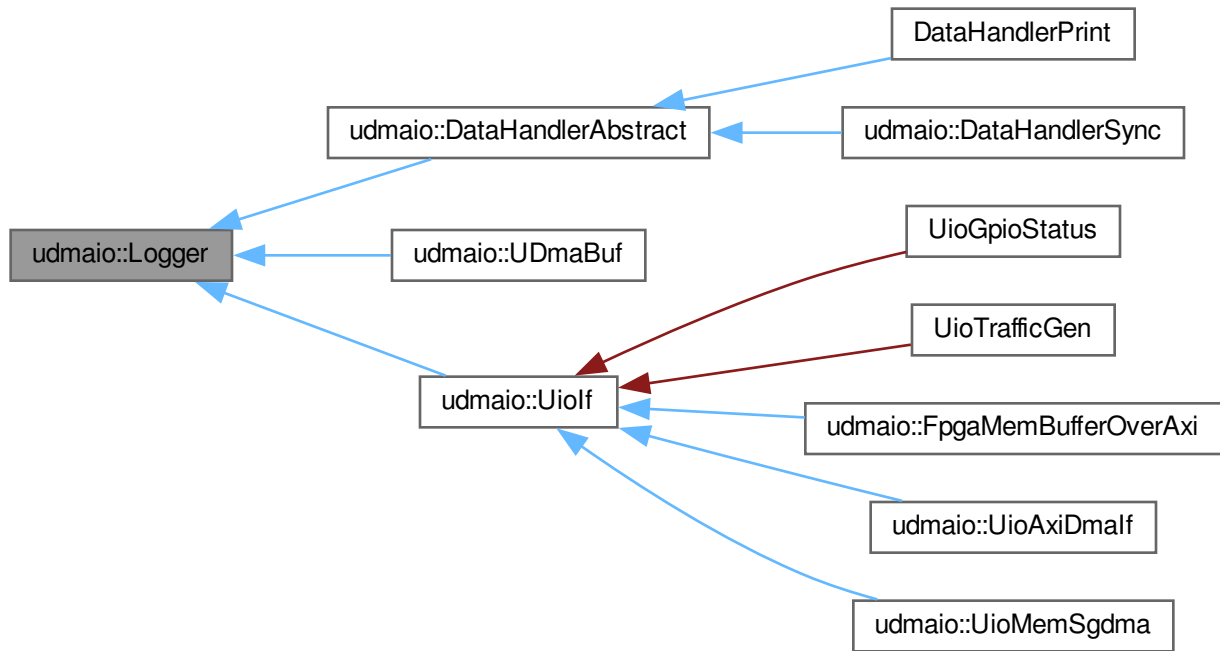 DataHandlerPrint
udmaio::DataHandlerAbstract
udmaio::DataHandlerSync
UioGpioStatus
udmaio::Logger
udmaio::UDmaBuf
UioTrafficGen
udmaio::UioIf
udmaio::FpgaMemBufferOverAxi
udmaio::UioAxiDmaIf
udmaio::UioMemSgdma